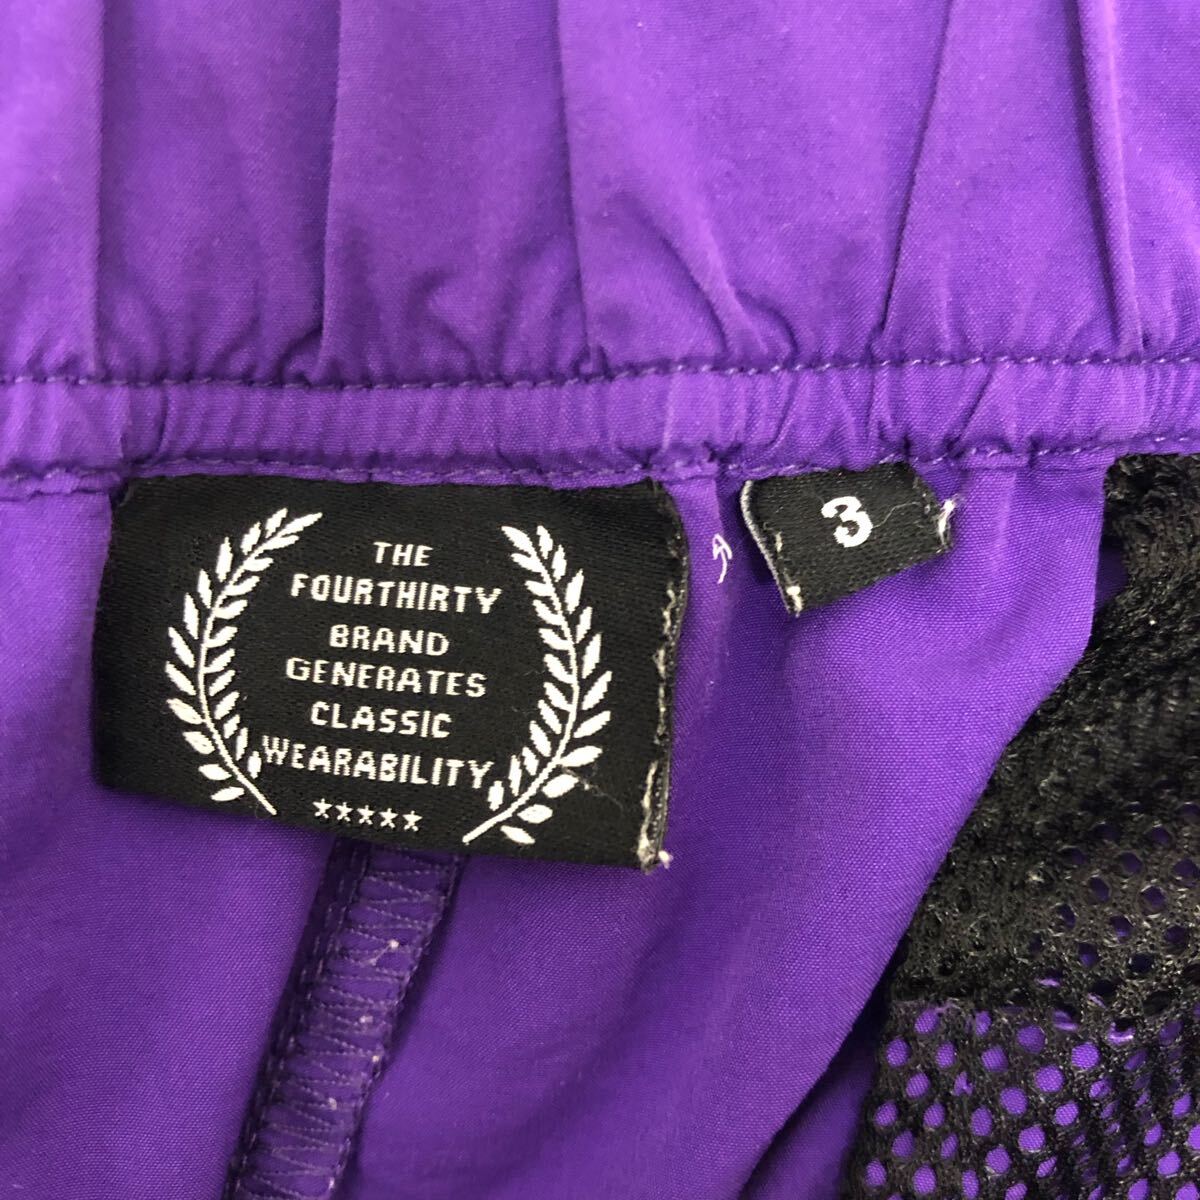 THE
FOURTHIRTY
BRAND
GENERATES
CLASSIC
WEARABILITY
★★★★★
3